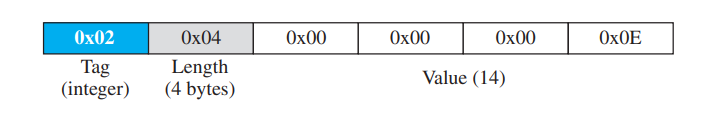 0x02 0x04 0x00 0x00 0x00 0x0E
Tag Length
Value (14)
(integer) (4 bytes)